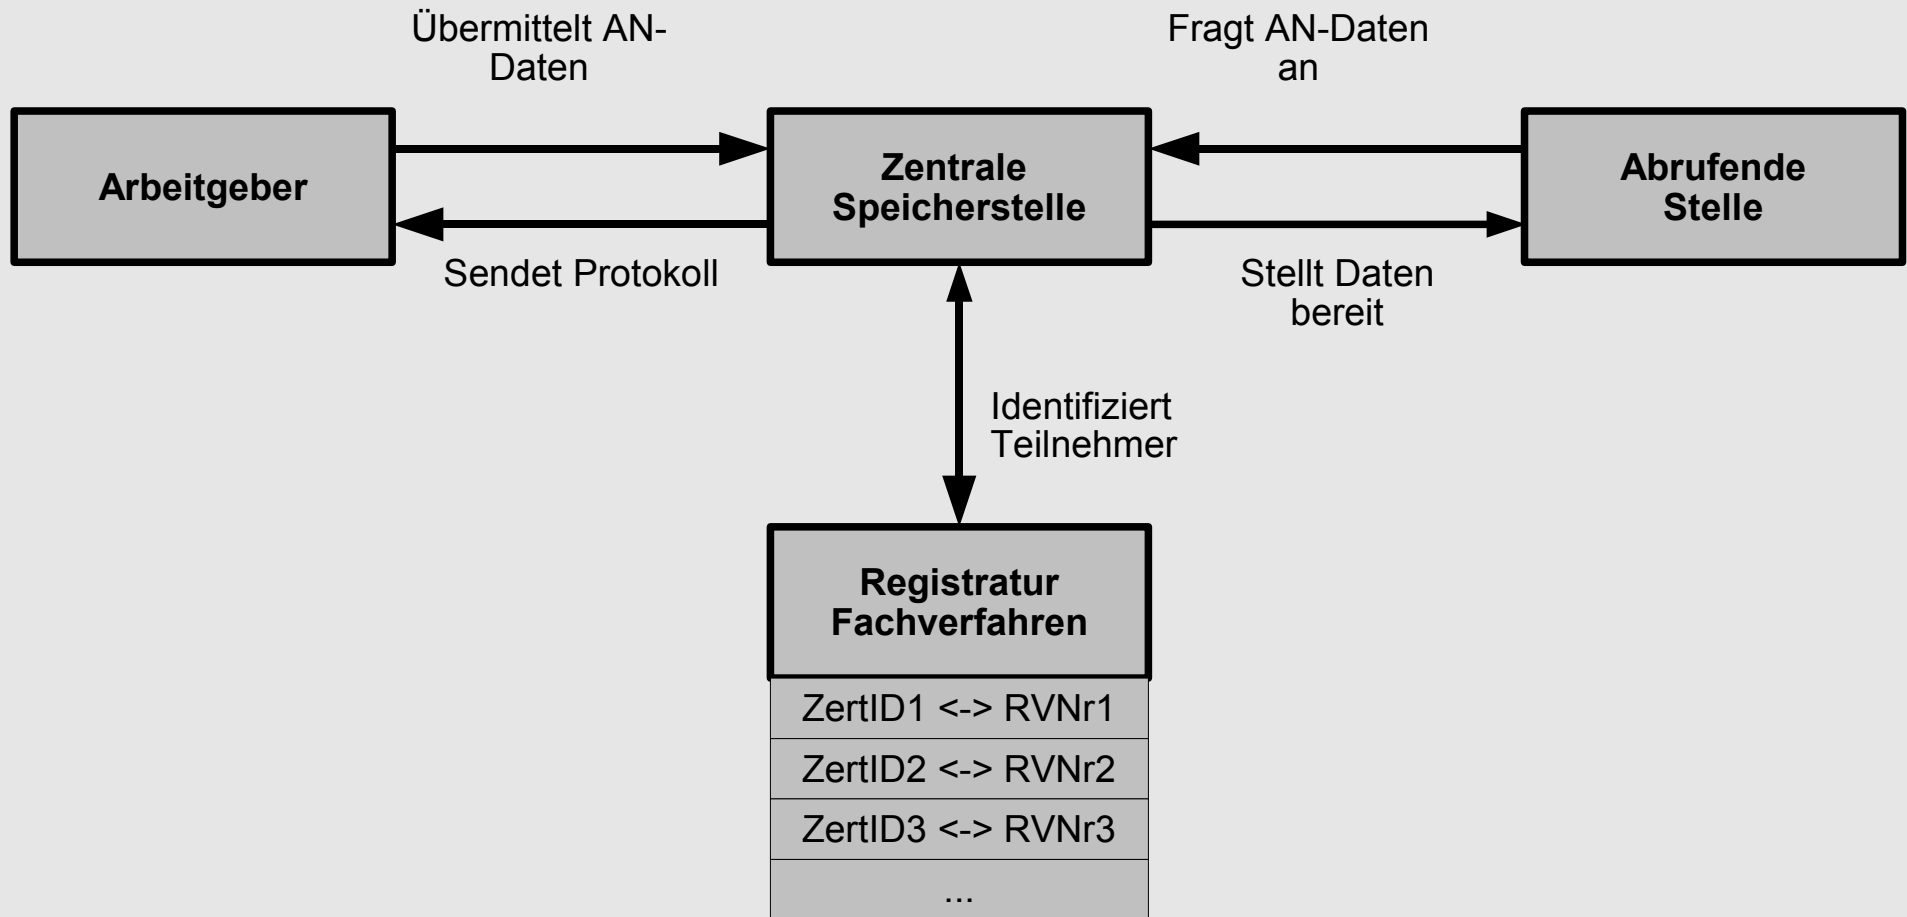 Übermittelt AN-
Daten
Fragt AN-Daten
an
Arbeitgeber
Zentrale
Speicherstelle
Abrufende
Stelle
Sendet Protokoll
Stellt Daten
bereit
Identifiziert
Teilnehmer
Registratur
Fachverfahren
ZertID1 <-> RVNr1
ZertID2 <-> RVNr2
ZertID3 <-> RVNr3
...